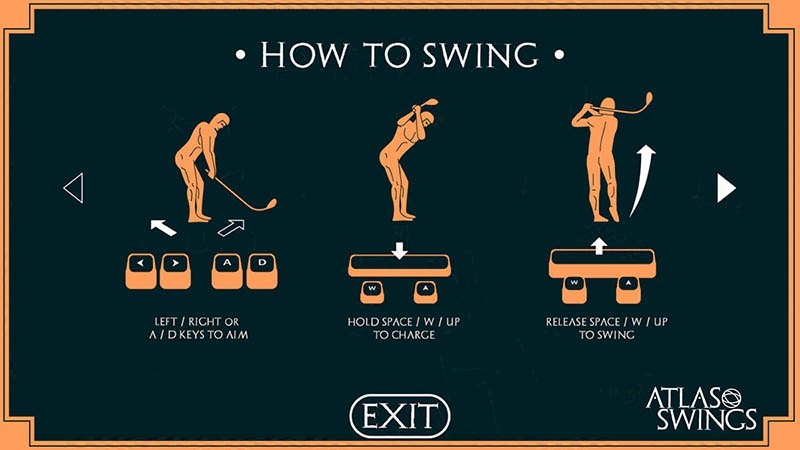 • HOW TO SWING •
A D
W A
W A
LEFT / RIGHT OR
A / D KEYS TO AIM
HOLD SPACE / W / UP
TO CHARGE
RELEASE SPACE / W / UP
TO SWING
EXIT
ATLAS
SWINGS